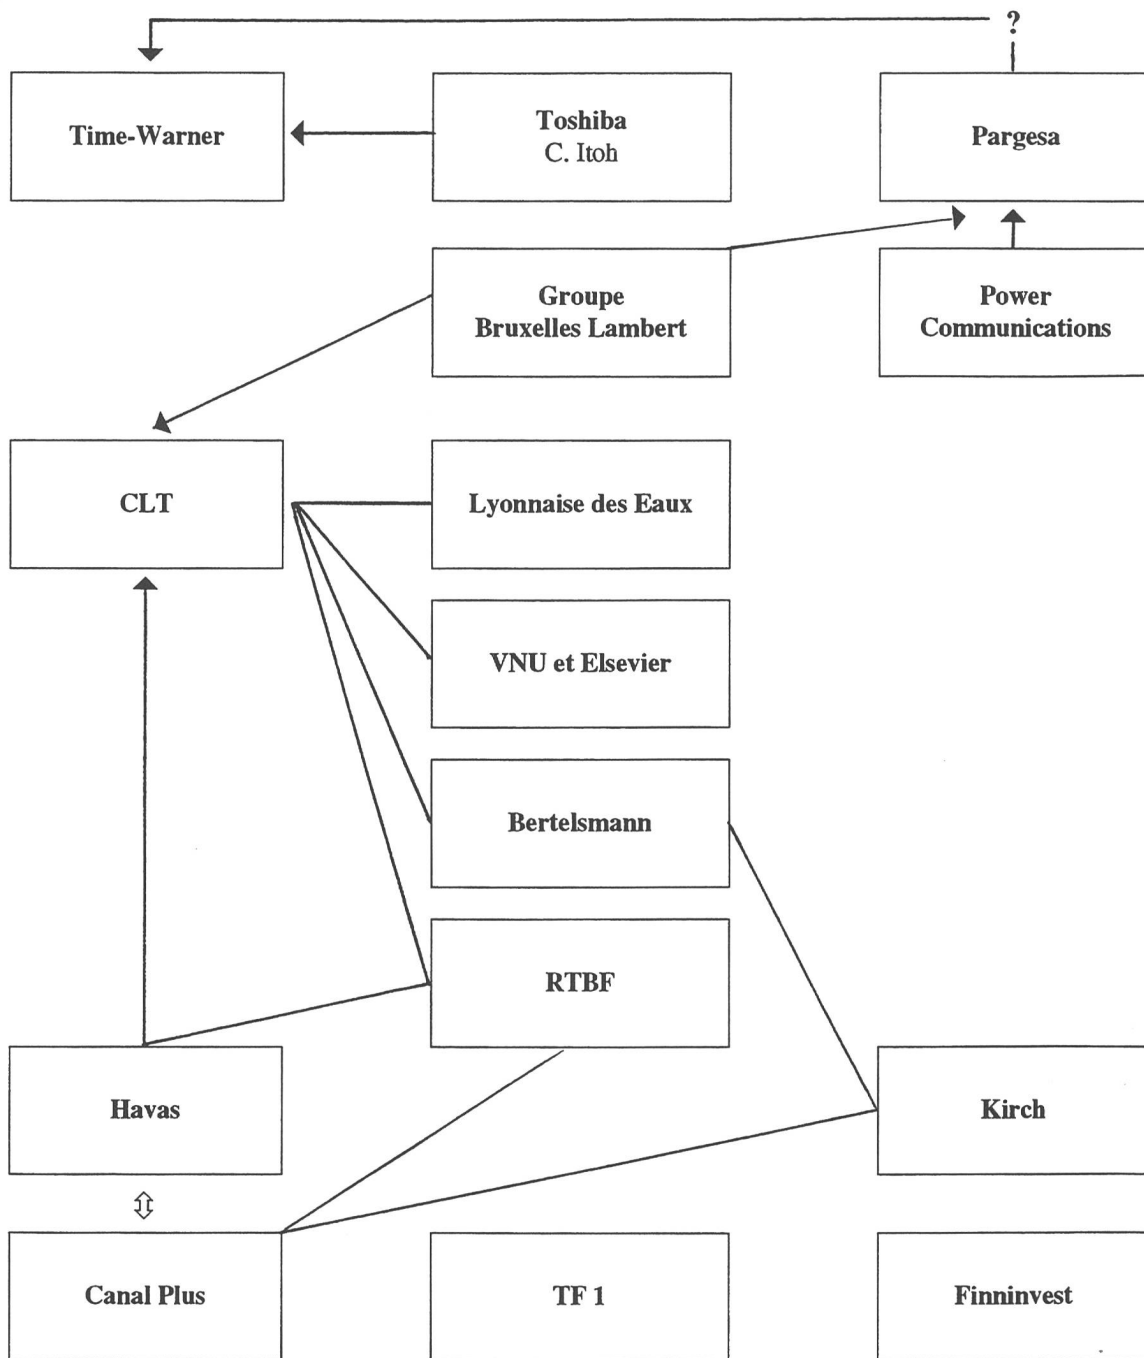 ?
Time-Warner
Toshiba
C. Itoh
Pargesa
Groupe
Bruxelles Lambert
Power
Communications
CLT
Lyonnaise des Eaux
VNU et Elsevier
Bertelsmann
RTBF
Havas
Kirch
Canal Plus
TF 1
Finninvest